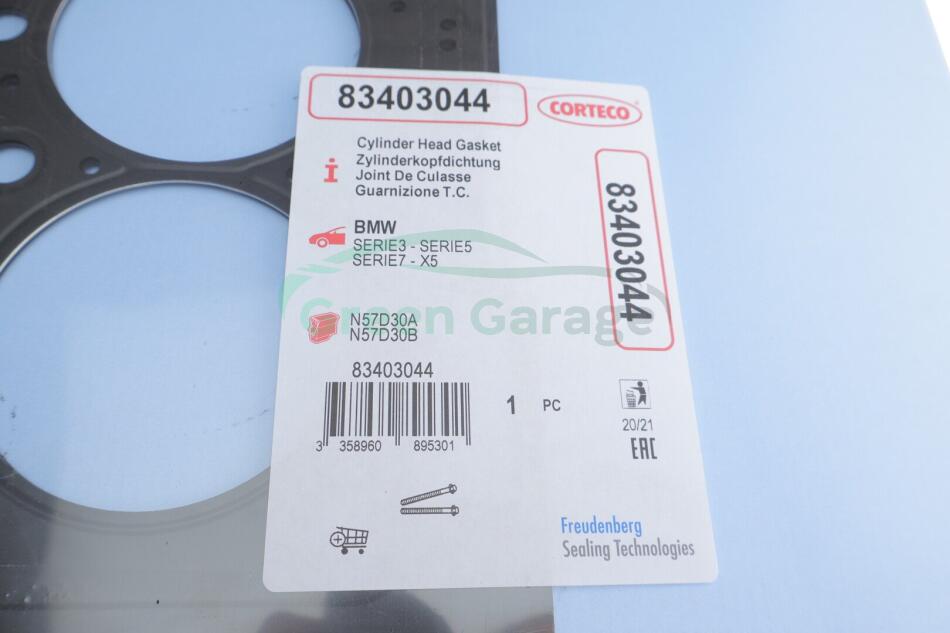 83403044
CORTECO
Cylinder Head Gasket
Zylinderkopfdichtung
Joint De Culasse
Guarnizione T.C.
83403044
BMW
SERIE3 - SERIE5
SERIE7 - X5
Green Garage
N57D30A
N57D30B
83403044
1 PC
3 358960 895301
20/21
EAC
Freudenberg
Sealing Technologies